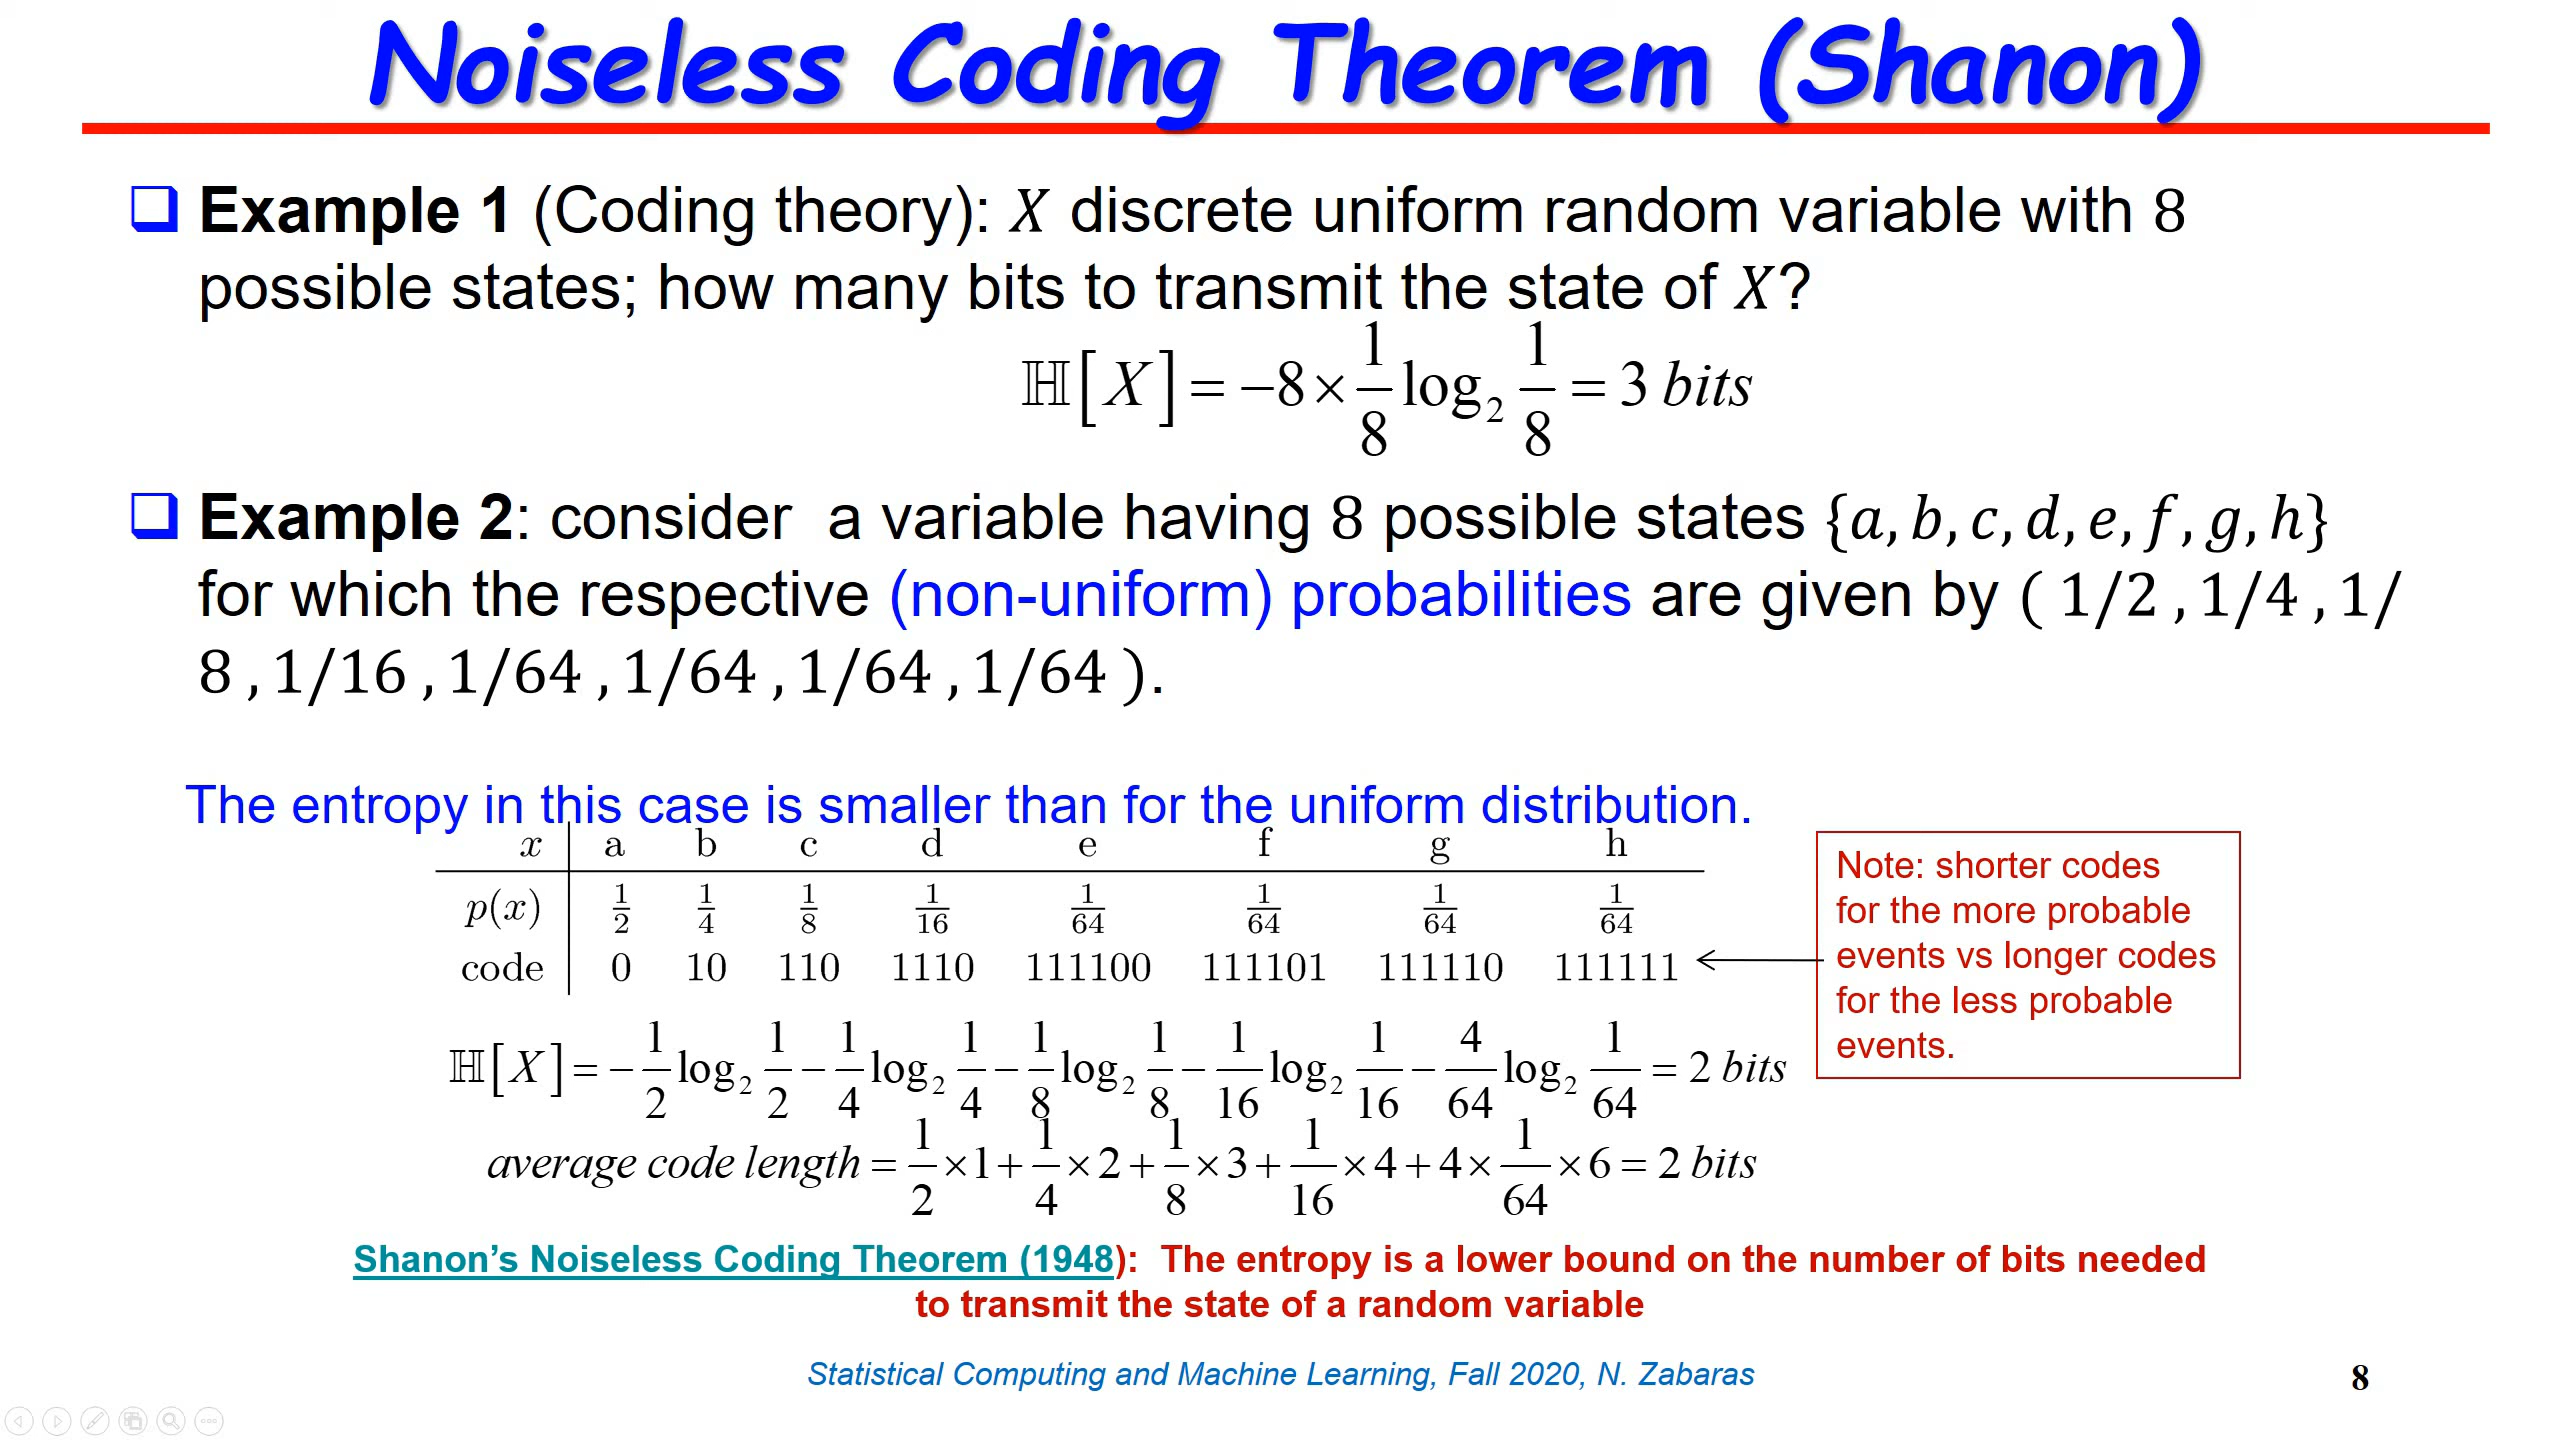 Noiseless Coding Theorem (Shanon)
❑ Example 1 (Coding theory): X discrete uniform random variable with 8
possible states; how many bits to transmit the state of X?
ℍ[X] = −8 × 1/8 log₂ 1/8 = 3 bits
❑ Example 2: consider a variable having 8 possible states {a, b, c, d, e, f, g, h}
for which the respective (non-uniform) probabilities are given by ( 1/2 , 1/4 , 1/
8 , 1/16 , 1/64 , 1/64 , 1/64 , 1/64 ).
The entropy in this case is smaller than for the uniform distribution.
x a b c d e f g h
p(x) 1/2 1/4 1/8 1/16 1/64 1/64 1/64 1/64
code 0 10 110 1110 111100 111101 111110 111111
Note: shorter codes
for the more probable
events vs longer codes
for the less probable
events.
ℍ[X] = − 1/2 log₂ 1/2 − 1/4 log₂ 1/4 − 1/8 log₂ 1/8 − 1/16 log₂ 1/16 − 4/64 log₂ 1/64 = 2 bits
average code length = 1/2 ×1 + 1/4 × 2 + 1/8 × 3 + 1/16 × 4 + 4 × 1/64 × 6 = 2 bits
Shanon’s Noiseless Coding Theorem (1948): The entropy is a lower bound on the number of bits needed
to transmit the state of a random variable
Statistical Computing and Machine Learning, Fall 2020, N. Zabaras
8